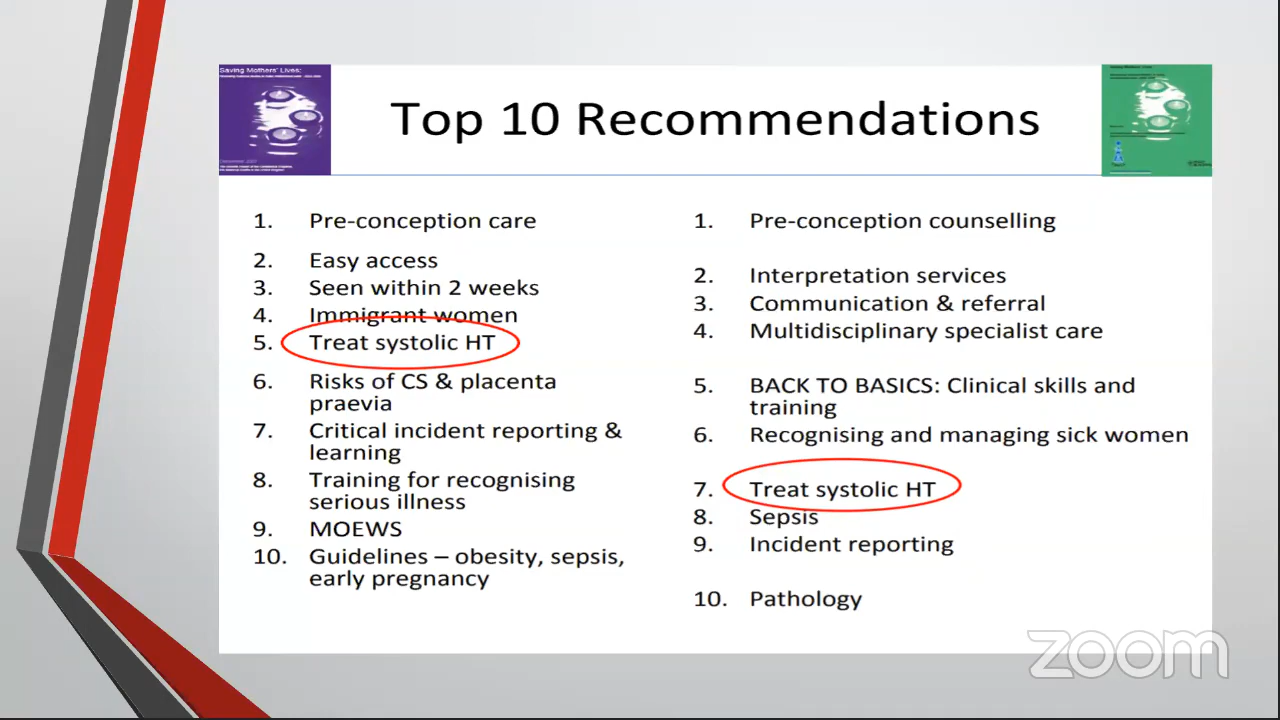 Saving Mothers' Lives:
Top 10 Recommendations
1. Pre-conception care
2. Easy access
3. Seen within 2 weeks
4. Immigrant women
5. Treat systolic HT
6. Risks of CS & placenta
praevia
7. Critical incident reporting &
learning
8. Training for recognising
serious illness
9. MOEWS
10. Guidelines – obesity, sepsis,
early pregnancy
1. Pre-conception counselling
2. Interpretation services
3. Communication & referral
4. Multidisciplinary specialist care
5. BACK TO BASICS: Clinical skills and
training
6. Recognising and managing sick women
7. Treat systolic HT
8. Sepsis
9. Incident reporting
10. Pathology
zoom